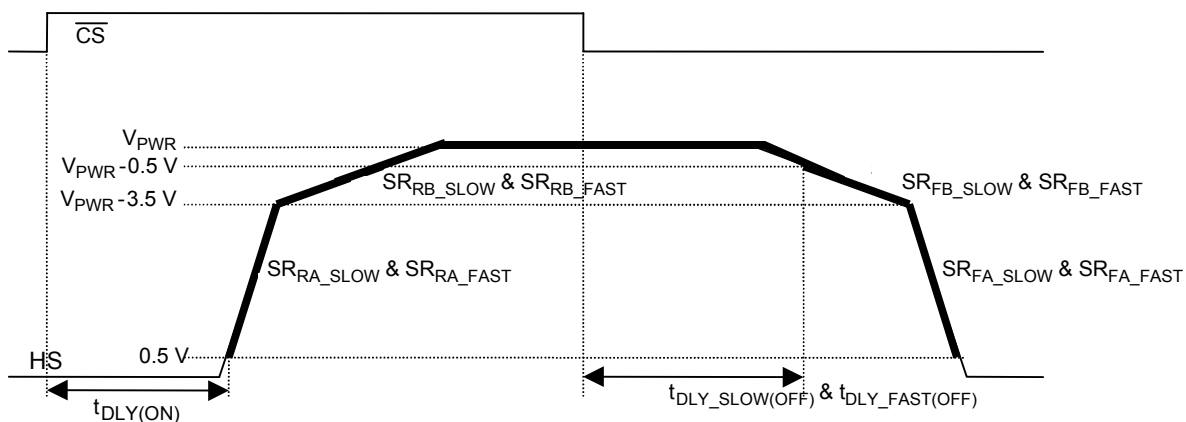 CS
VPWR
VPWR -0.5 V
VPWR -3.5 V
SRRB_SLOW & SRRB_FAST
SRFB_SLOW & SRFB_FAST
SRRA_SLOW & SRRA_FAST
SRFA_SLOW & SRFA_FAST
0.5 V
HS
tDLY(ON)
tDLY_SLOW(OFF) & tDLY_FAST(OFF)